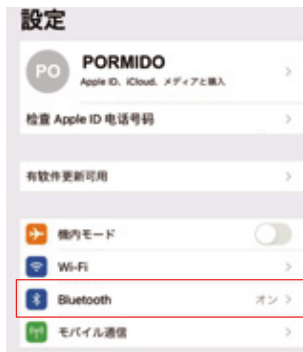 設定
PO
PORMIDO
Apple ID、iCloud、メディアと購入
检查 Apple ID 电话号码
有软件更新可用
機内モード
Wi-Fi
Bluetooth オン
モバイル通信